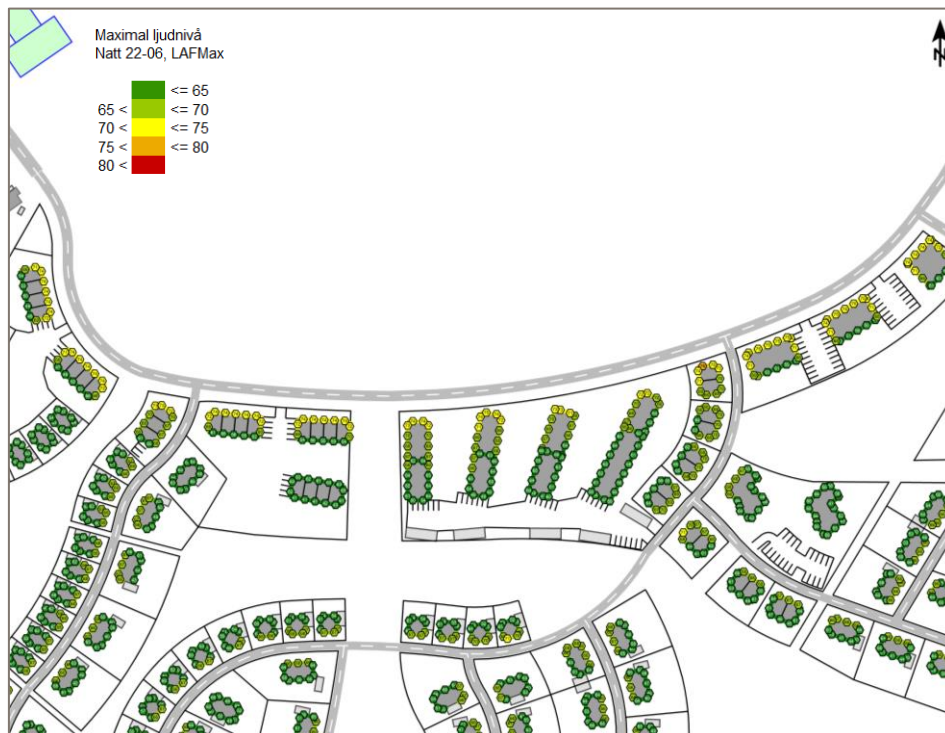 Maximal ljudnivå
Natt 22-06, LAFMax
<= 65
65 < <= 70
70 < <= 75
75 < <= 80
80 <
N